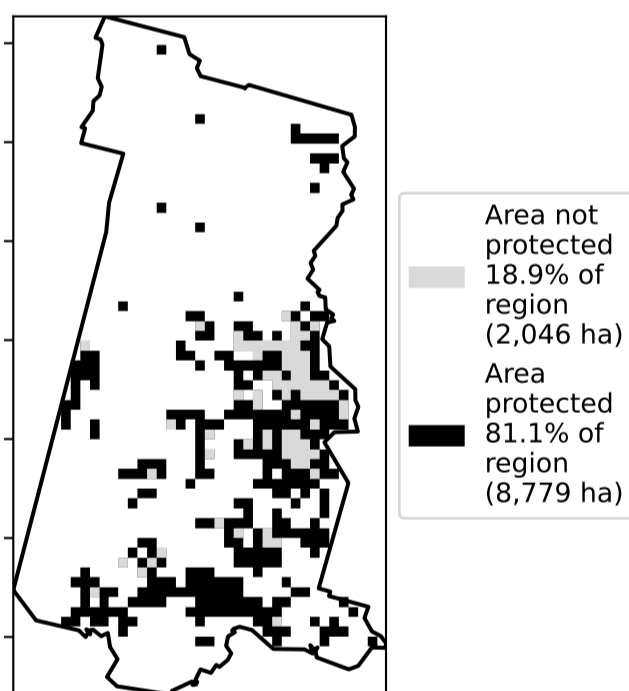 Area not
protected
18.9% of
region
(2,046 ha)
Area
protected
81.1% of
region
(8,779 ha)